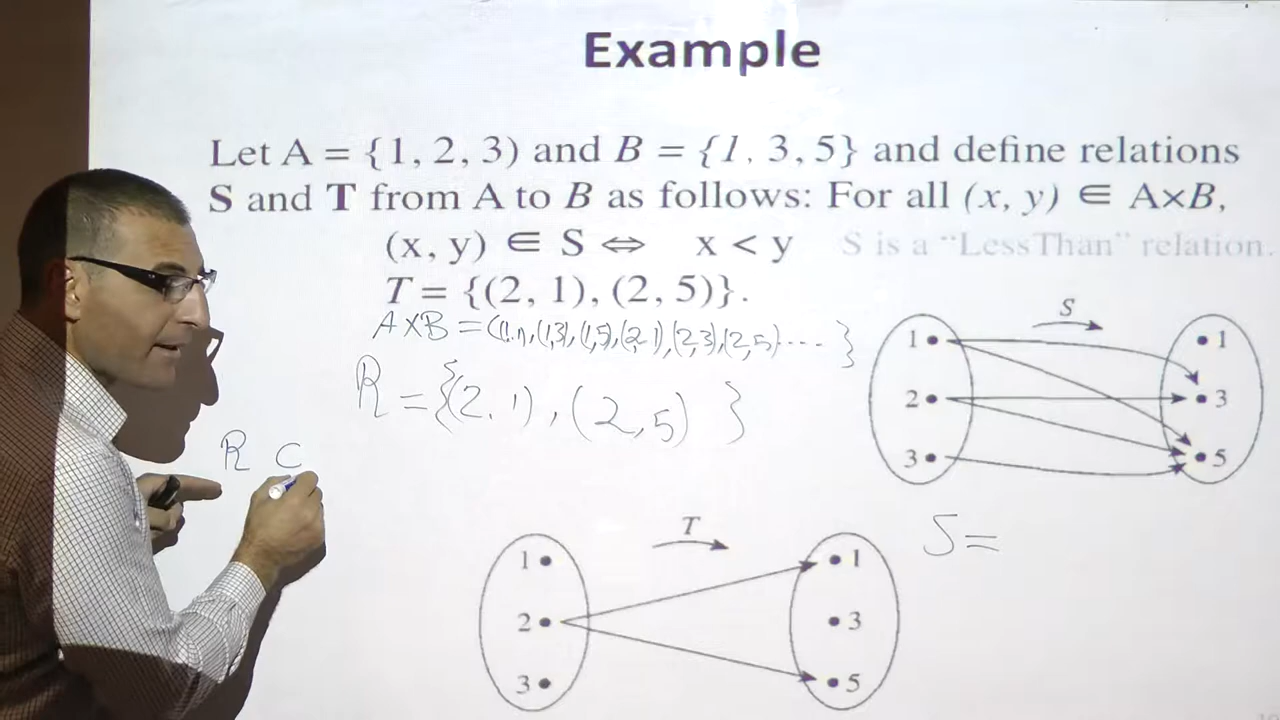 Example
Let A = {1, 2, 3) and B = {1, 3, 5} and define relations
S and T from A to B as follows: For all (x, y) ∈ A×B,
(x, y) ∈ S ⇔ x < y S is a “LessThan” relation.
T = {(2, 1), (2, 5)}.
A×B = {(1,1),(1,3),(1,5),(2,1),(2,3),(2,5)....}
R = {(2,1),(2,5)}
R C
S
1 1
2 3
3 5
S =
T
1 1
2 3
3 5